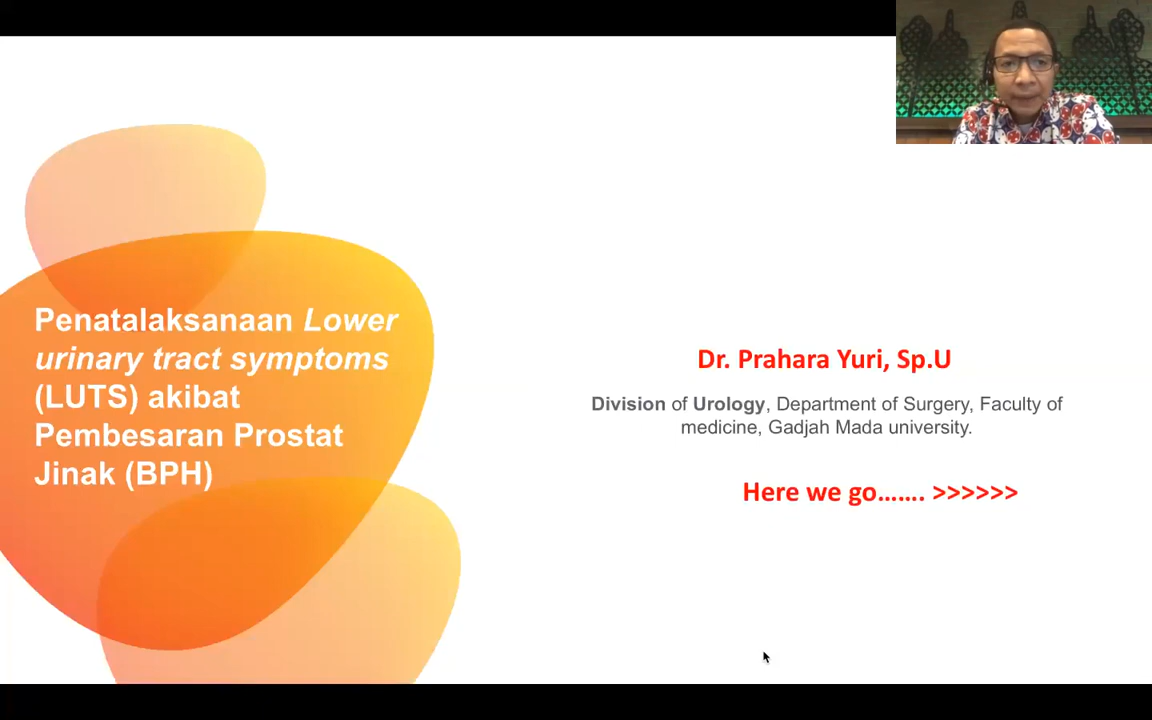 Penatalaksanaan Lower
urinary tract symptoms
(LUTS) akibat
Pembesaran Prostat
Jinak (BPH)
Dr. Prahara Yuri, Sp.U
Division of Urology, Department of Surgery, Faculty of
medicine, Gadjah Mada university.
Here we go……. >>>>>>